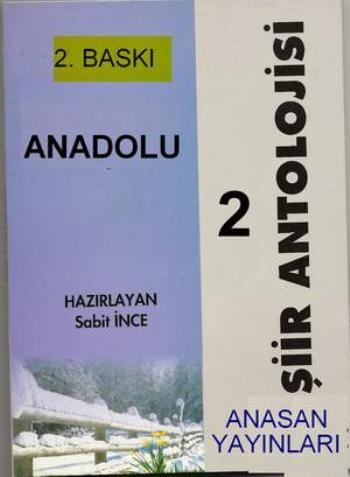 2. BASKI
ANADOLU
2
ŞİİR ANTOLOJİSİ
HAZIRLAYAN
Sabit İNCE
ANASAN
YAYINLARI